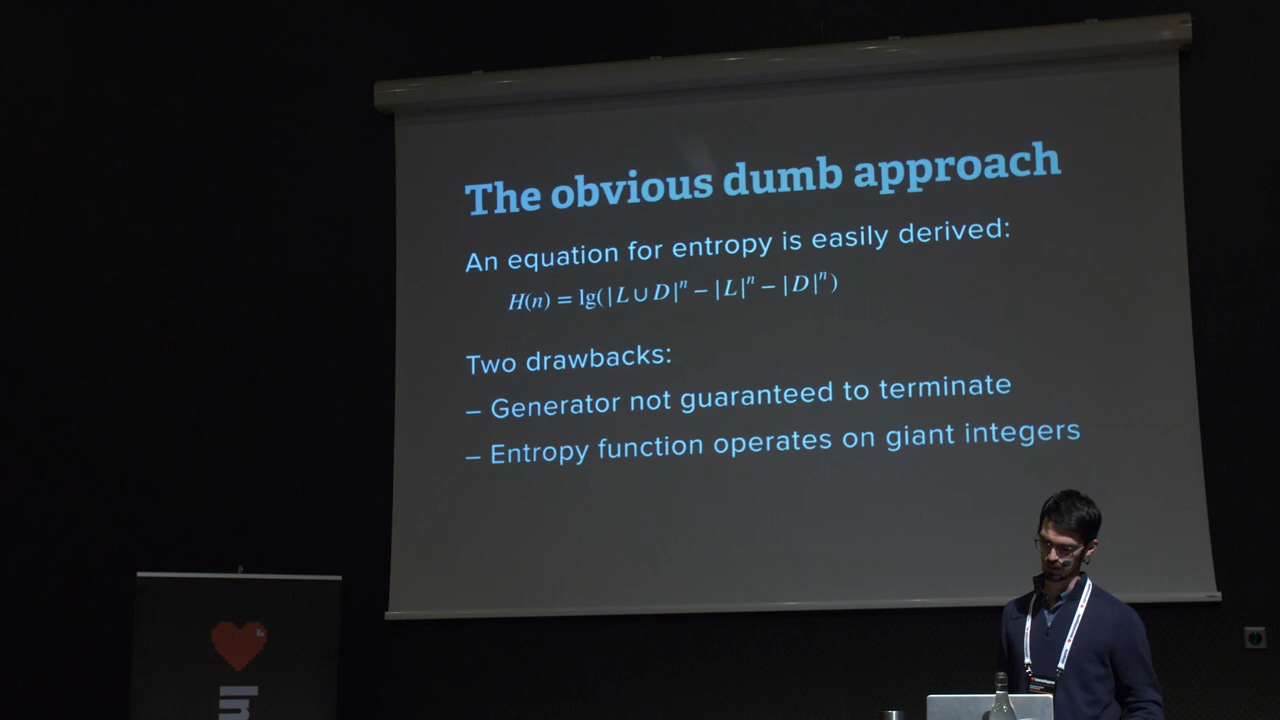 The obvious dumb approach
An equation for entropy is easily derived:
H(n) = lg(|L ∪ D|ⁿ − |L|ⁿ − |D|ⁿ)
Two drawbacks:
– Generator not guaranteed to terminate
– Entropy function operates on giant integers
In